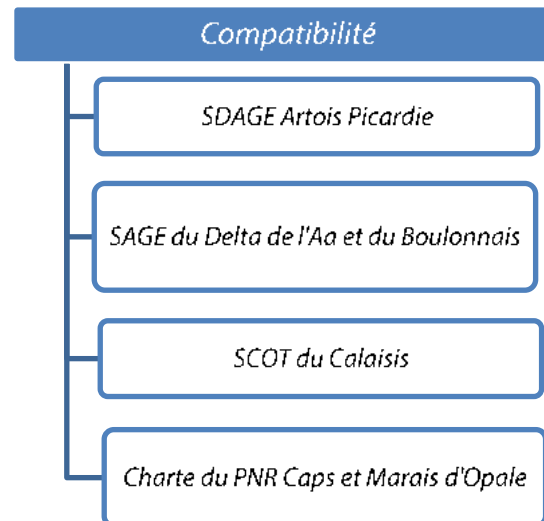 Compatibilité
SDAGE Artois Picardie
SAGE du Delta de l'Aa et du Boulonnais
SCOT du Calaisis
Charte du PNR Caps et Marais d'Opale